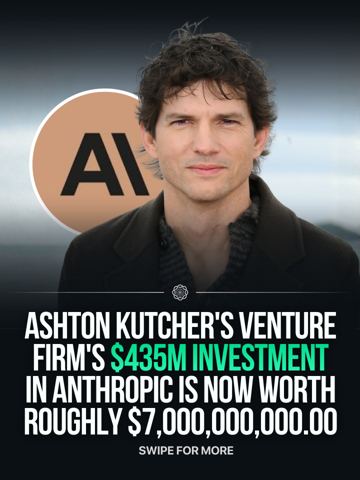 AI
ASHTON KUTCHER'S VENTURE
FIRM'S $435M INVESTMENT
IN ANTHROPIC IS NOW WORTH
ROUGHLY $7,000,000,000.00
SWIPE FOR MORE